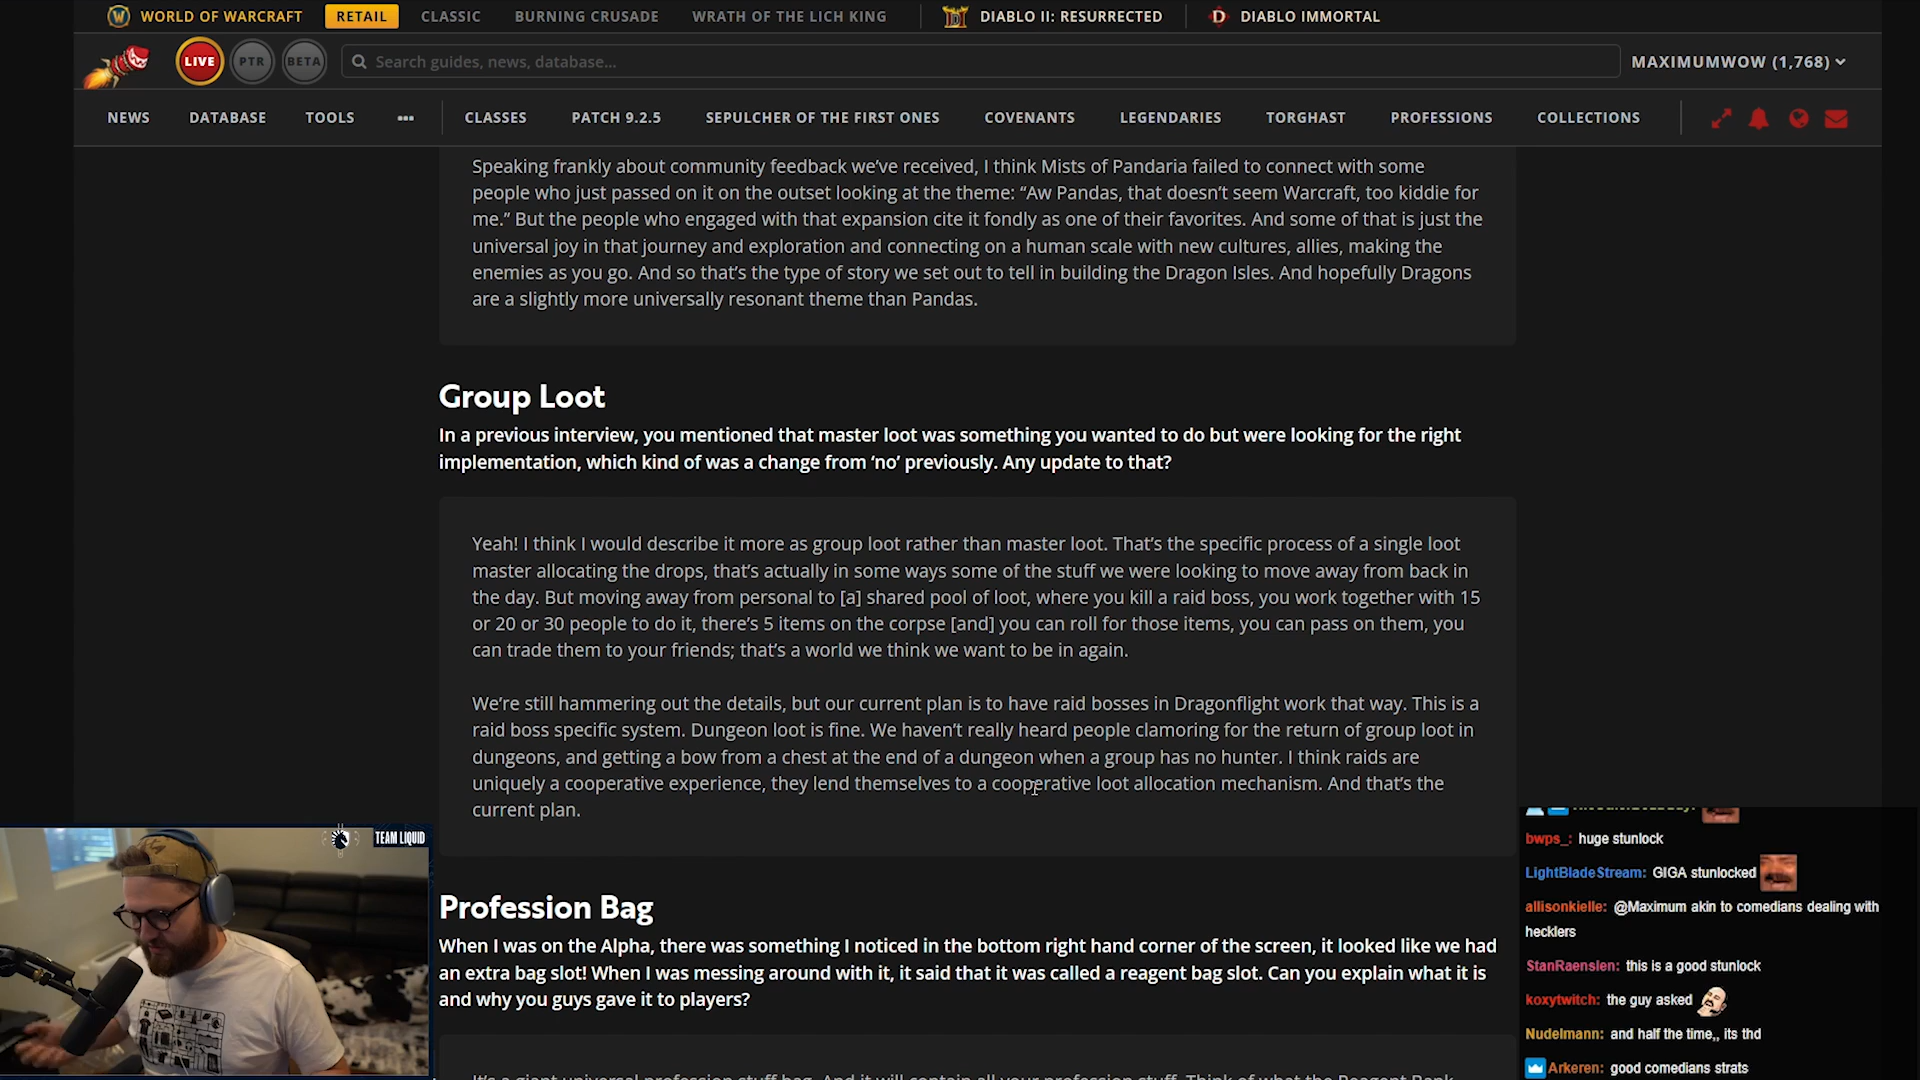 WORLD OF WARCRAFT RETAIL CLASSIC BURNING CRUSADE WRATH OF THE LICH KING DIABLO II: RESURRECTED DIABLO IMMORTAL
LIVE PTR BETA Search guides, news, database... MAXIMUMWOW (1,768)
NEWS DATABASE TOOLS ••• CLASSES PATCH 9.2.5 SEPULCHER OF THE FIRST ONES COVENANTS LEGENDARIES TORGHAST PROFESSIONS COLLECTIONS
Speaking frankly about community feedback we've received, I think Mists of Pandaria failed to connect with some
people who just passed on it on the outset looking at the theme: “Aw Pandas, that doesn't seem Warcraft, too kiddie for
me.” But the people who engaged with that expansion cite it fondly as one of their favorites. And some of that is just the
universal joy in that journey and exploration and connecting on a human scale with new cultures, allies, making the
enemies as you go. And so that's the type of story we set out to tell in building the Dragon Isles. And hopefully Dragons
are a slightly more universally resonant theme than Pandas.
Group Loot
In a previous interview, you mentioned that master loot was something you wanted to do but were looking for the right
implementation, which kind of was a change from ‘no’ previously. Any update to that?
Yeah! I think I would describe it more as group loot rather than master loot. That's the specific process of a single loot
master allocating the drops, that's actually in some ways some of the stuff we were looking to move away from back in
the day. But moving away from personal to [a] shared pool of loot, where you kill a raid boss, you work together with 15
or 20 or 30 people to do it, there's 5 items on the corpse [and] you can roll for those items, you can pass on them, you
can trade them to your friends; that's a world we think we want to be in again.
We're still hammering out the details, but our current plan is to have raid bosses in Dragonflight work that way. This is a
raid boss specific system. Dungeon loot is fine. We haven't really heard people clamoring for the return of group loot in
dungeons, and getting a bow from a chest at the end of a dungeon when a group has no hunter. I think raids are
uniquely a cooperative experience, they lend themselves to a cooperative loot allocation mechanism. And that's the
current plan.
Profession Bag
When I was on the Alpha, there was something I noticed in the bottom right hand corner of the screen, it looked like we had
an extra bag slot! When I was messing around with it, it said that it was called a reagent bag slot. Can you explain what it is
and why you guys gave it to players?
It's a giant universal profession stuff bag. And it will contain all your profession stuff. Think of what the Reagent Bank
TEAM LIQUID
bwps_: huge stunlock
LightBladeStream: GIGA stunlocked
allisonkielle: @Maximum akin to comedians dealing with
hecklers
StanRaenslen: this is a good stunlock
koxytwitch: the guy asked
Nudelmann: and half the time,, its thd
Arkeren: good comedians strats